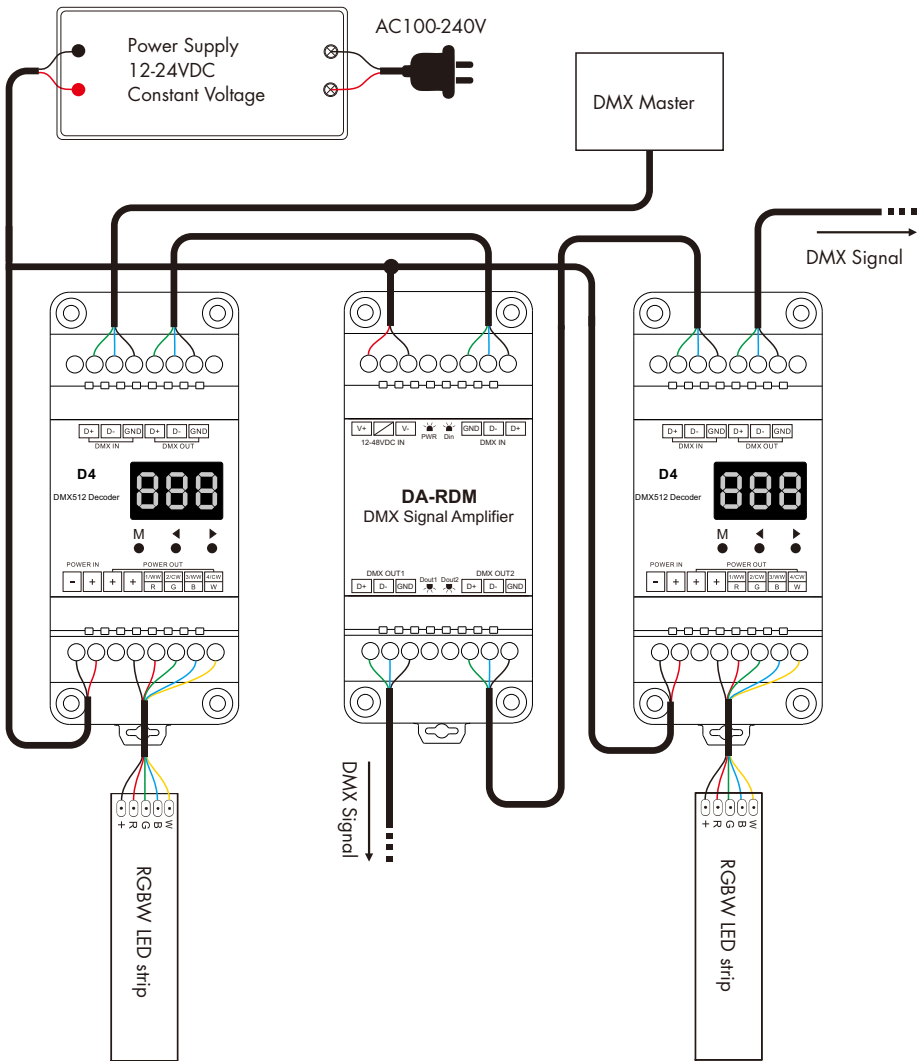 AC100-240V
Power Supply
12-24VDC
Constant Voltage
DMX Master
DMX Signal
D+ D- GND D+ D- GND
DMX IN DMX OUT
D4
DMX512 Decoder
888
M
POWER IN POWER OUT
- + + + 1/WW 2/CW 3/WW 4/CW
R G B W
+ R G B W
RGBW LED strip
V+ V- PWR Din GND D- D+
12-48VDC IN DMX IN
DA-RDM
DMX Signal Amplifier
DMX OUT1 Dout1 Dout2 DMX OUT2
D+ D- GND D+ D- GND
DMX Signal
D+ D- GND D+ D- GND
DMX IN DMX OUT
D4
DMX512 Decoder
888
M
POWER IN POWER OUT
- + + + 1/WW 2/CW 3/WW 4/CW
R G B W
+ R G B W
RGBW LED strip